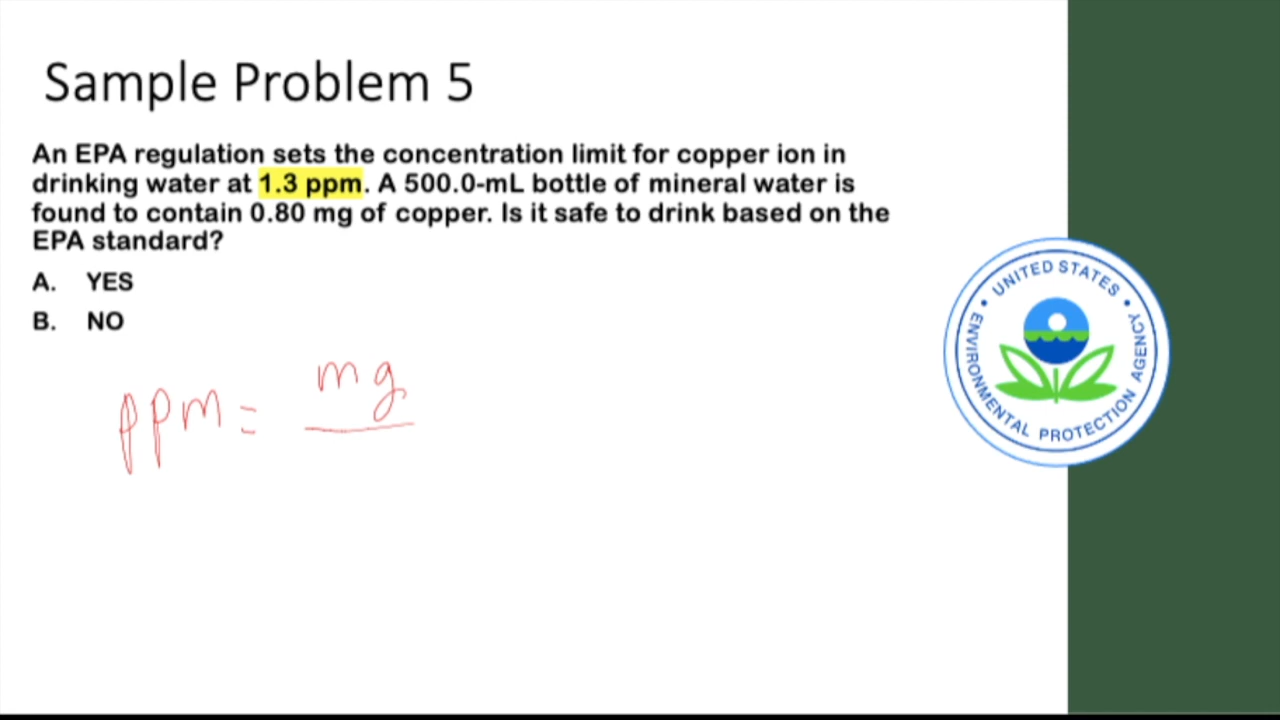 Sample Problem 5
An EPA regulation sets the concentration limit for copper ion in
drinking water at 1.3 ppm. A 500.0-mL bottle of mineral water is
found to contain 0.80 mg of copper. Is it safe to drink based on the
EPA standard?
A. YES
B. NO
ppm = mg
UNITED STATES
ENVIRONMENTAL PROTECTION AGENCY